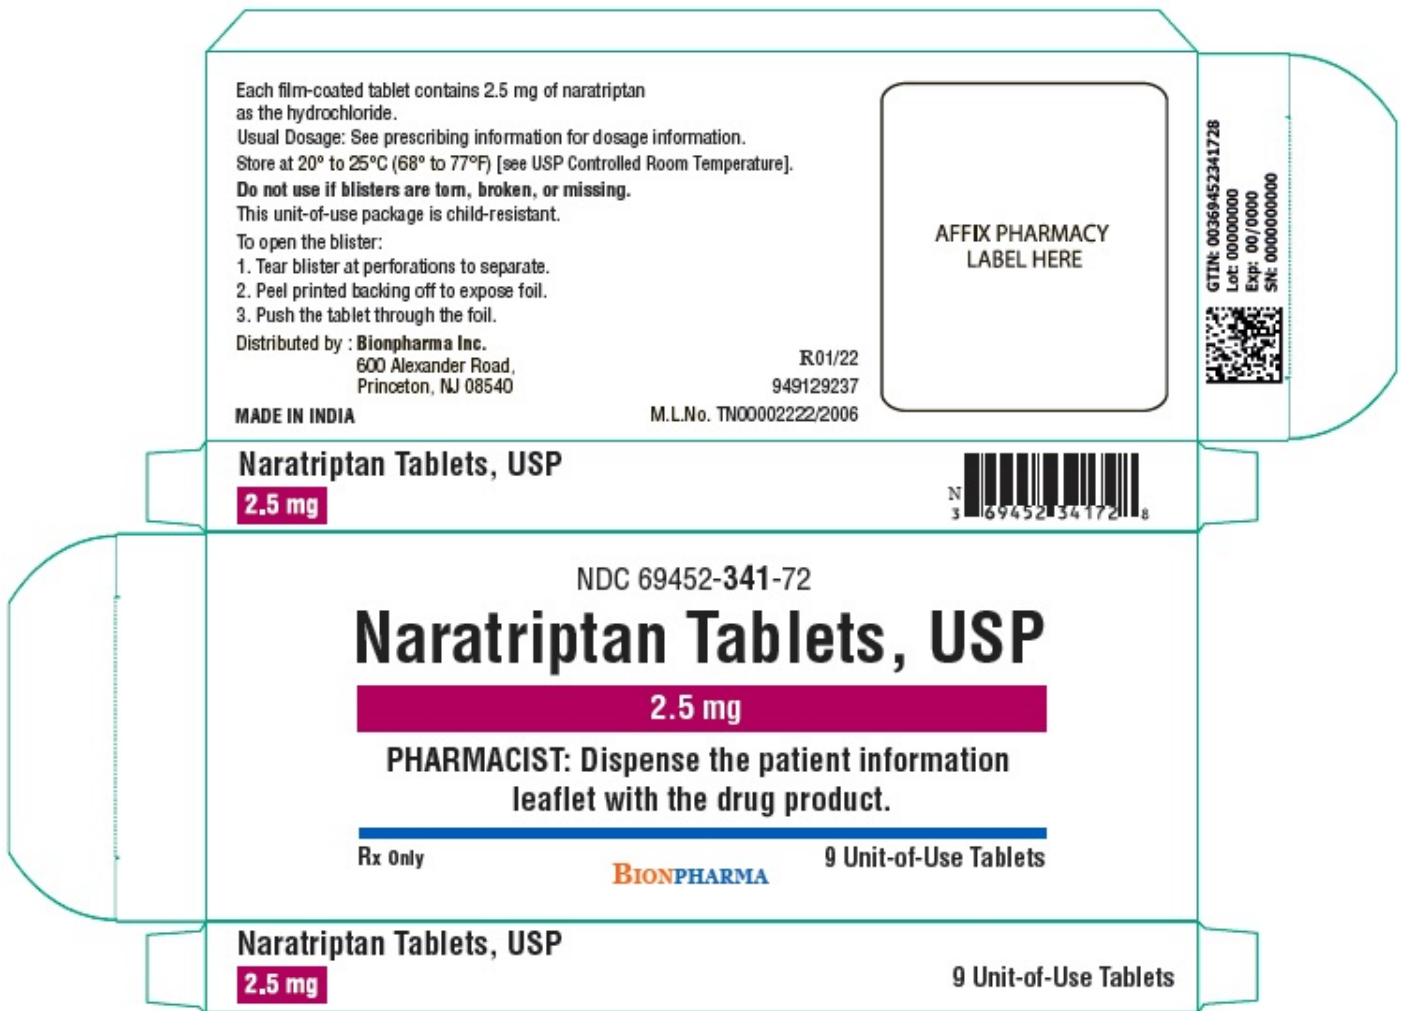 Each film-coated tablet contains 2.5 mg of naratriptan
as the hydrochloride.
Usual Dosage: See prescribing information for dosage information.
Store at 20° to 25°C (68° to 77°F) [see USP Controlled Room Temperature].
Do not use if blisters are torn, broken, or missing.
This unit-of-use package is child-resistant.
To open the blister:
1. Tear blister at perforations to separate.
2. Peel printed backing off to expose foil.
3. Push the tablet through the foil.
Distributed by : Bionpharma Inc.
600 Alexander Road,
Princeton, NJ 08540
MADE IN INDIA
R01/22
949129237
M.L.No. TN00002222/2006
AFFIX PHARMACY
LABEL HERE
GTIN: 00369452341728
Lot: 00000000
Exp: 00/0000
SN: 0000000000
Naratriptan Tablets, USP
2.5 mg
N
3 69452 34172 8
NDC 69452-341-72
Naratriptan Tablets, USP
2.5 mg
PHARMACIST: Dispense the patient information
leaflet with the drug product.
Rx Only
BIONPHARMA
9 Unit-of-Use Tablets
Naratriptan Tablets, USP
2.5 mg
9 Unit-of-Use Tablets